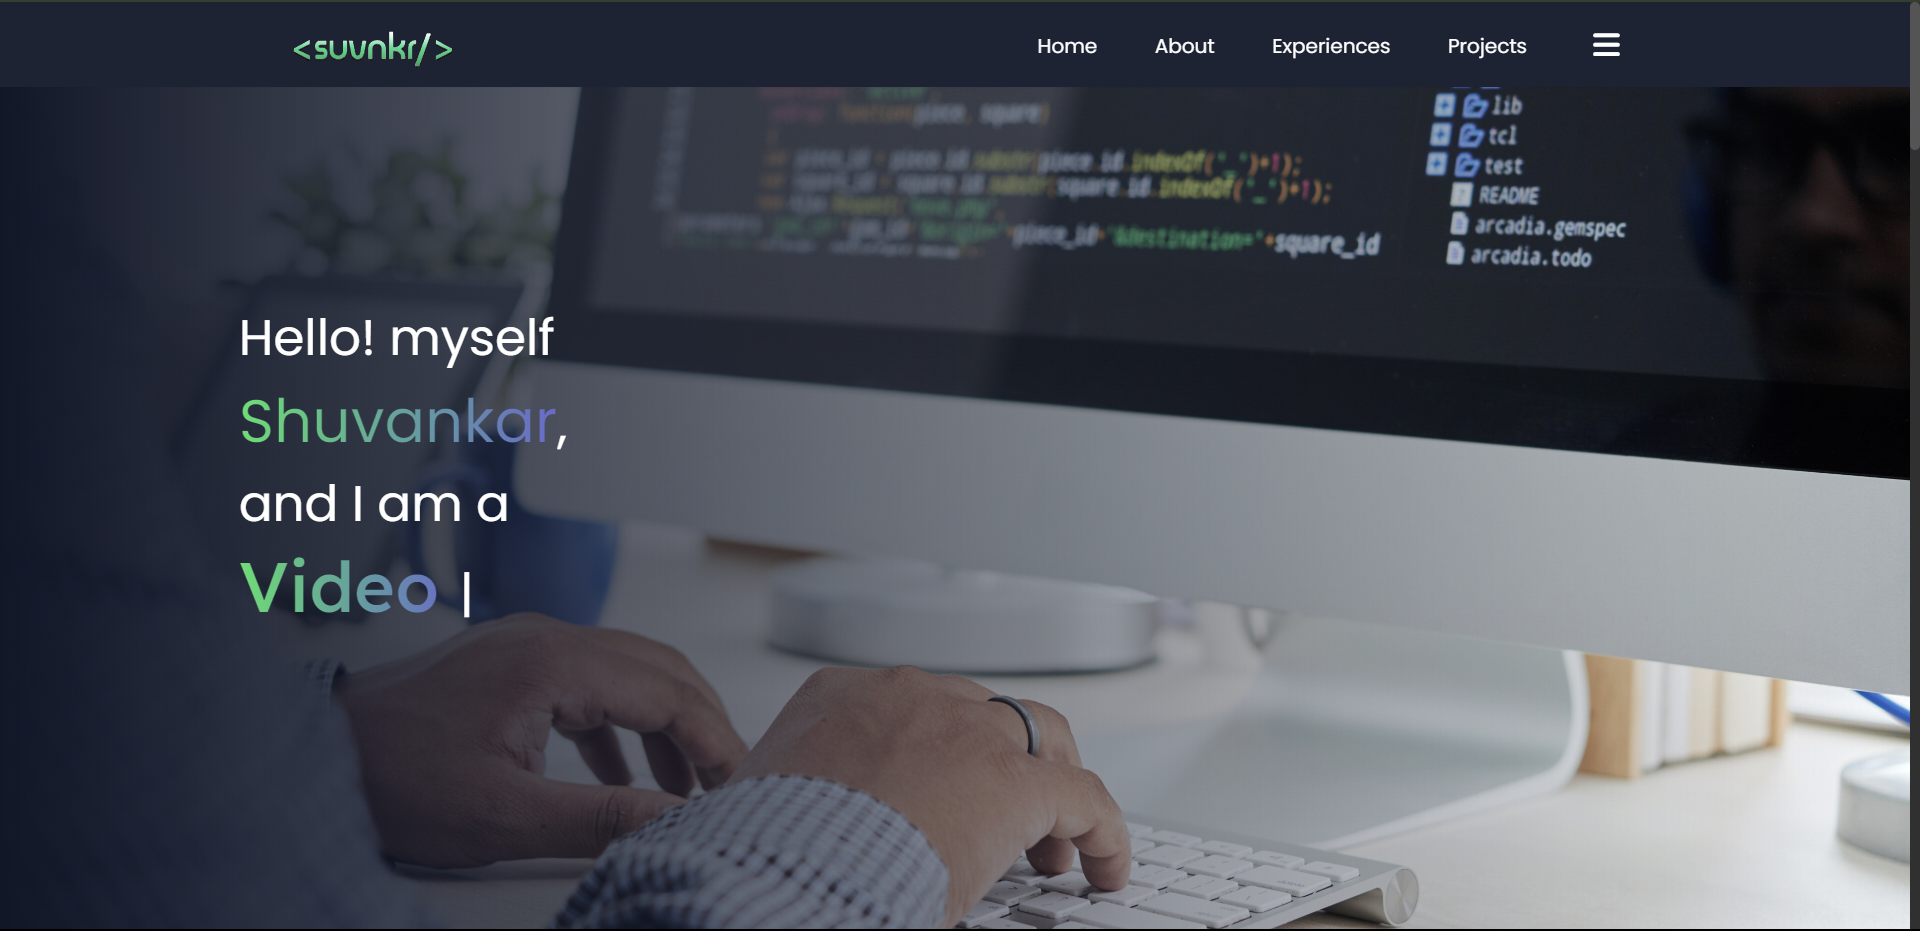 <suvnkr/>
Home About Experiences Projects
lib
tcl
test
README
arcadia.gemspec
arcadia.todo
piece_id.indexOf("_")+1);
square_id.indexOf("_")+1);
piece_id+"&destination="+square_id
Hello! myself
Shuvankar,
and I am a
Video |